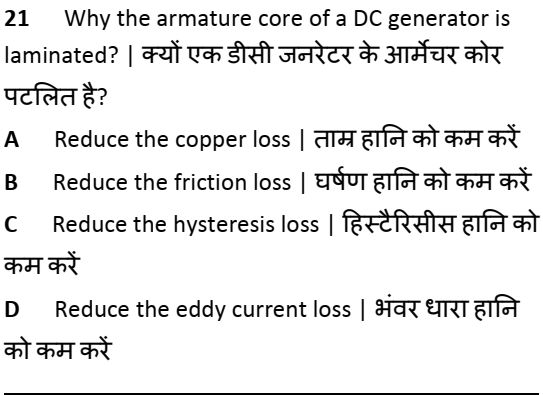 21 Why the armature core of a DC generator is
laminated? | क्यों एक डीसी जनरेटर के आर्मेचर कोर
पटलित है?
A Reduce the copper loss | ताम्र हानि को कम करें
B Reduce the friction loss | घर्षण हानि को कम करें
C Reduce the hysteresis loss | हिस्टैरिसीस हानि को
कम करें
D Reduce the eddy current loss | भंवर धारा हानि
को कम करें